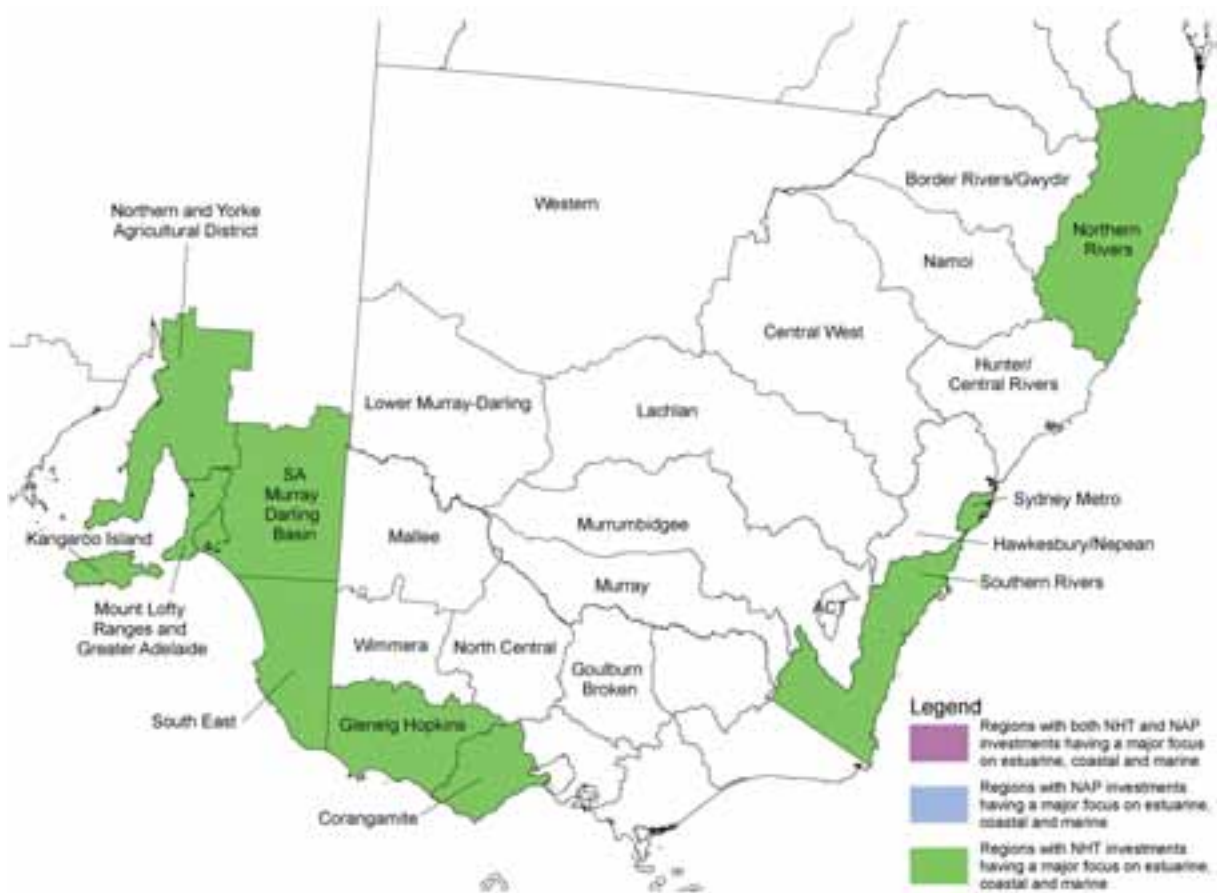 Northern and Yorke
Agricultural District
Western
Border Rivers/Gwydir
Northern
Rivers
Namoi
Central West
Hunter/
Central Rivers
Lower Murray-Darling
Lachlan
SA
Murray
Darling
Basin
Sydney Metro
Kangaroo Island
Mallee
Murrumbidgee
Hawkesbury/Nepean
Murray
Southern Rivers
Mount Lofty
Ranges and
Greater Adelaide
ACT
Wimmera
North Central
Goulburn
Broken
South East
Glenelg Hopkins
Corangamite
Legend
Regions with both NHT and NAP
investments having a major focus
on estuarine, coastal and marine
Regions with NAP investments
having a major focus on estuarine,
coastal and marine
Regions with NHT investments
having a major focus on estuarine,
coastal and marine